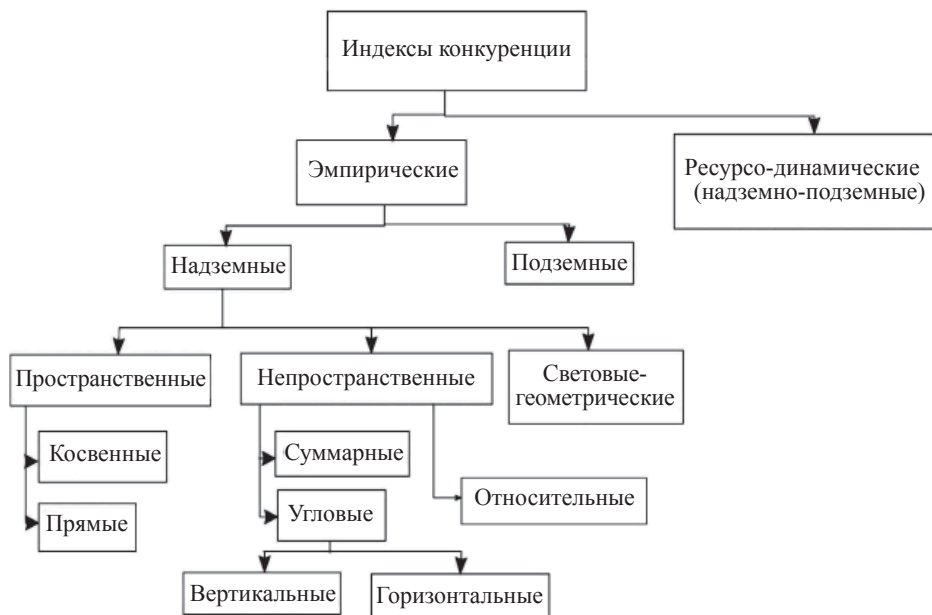 Индексы конкуренции
Эмпирические
Ресурсо-динамические
(надземно-подземные)
Надземные
Подземные
Пространственные
Непространственные
Световые-
геометрические
Косвенные
Суммарные
Относительные
Прямые
Угловые
Вертикальные
Горизонтальные